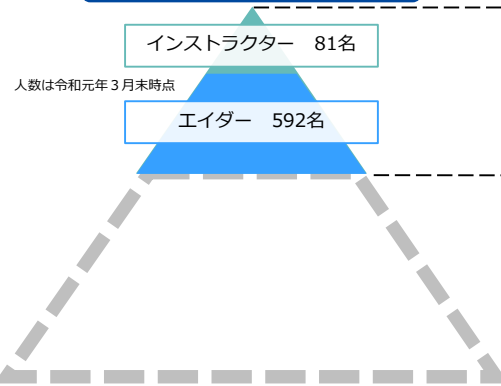 インストラクター　81名
人数は令和元年３月末時点
エイダー　592名